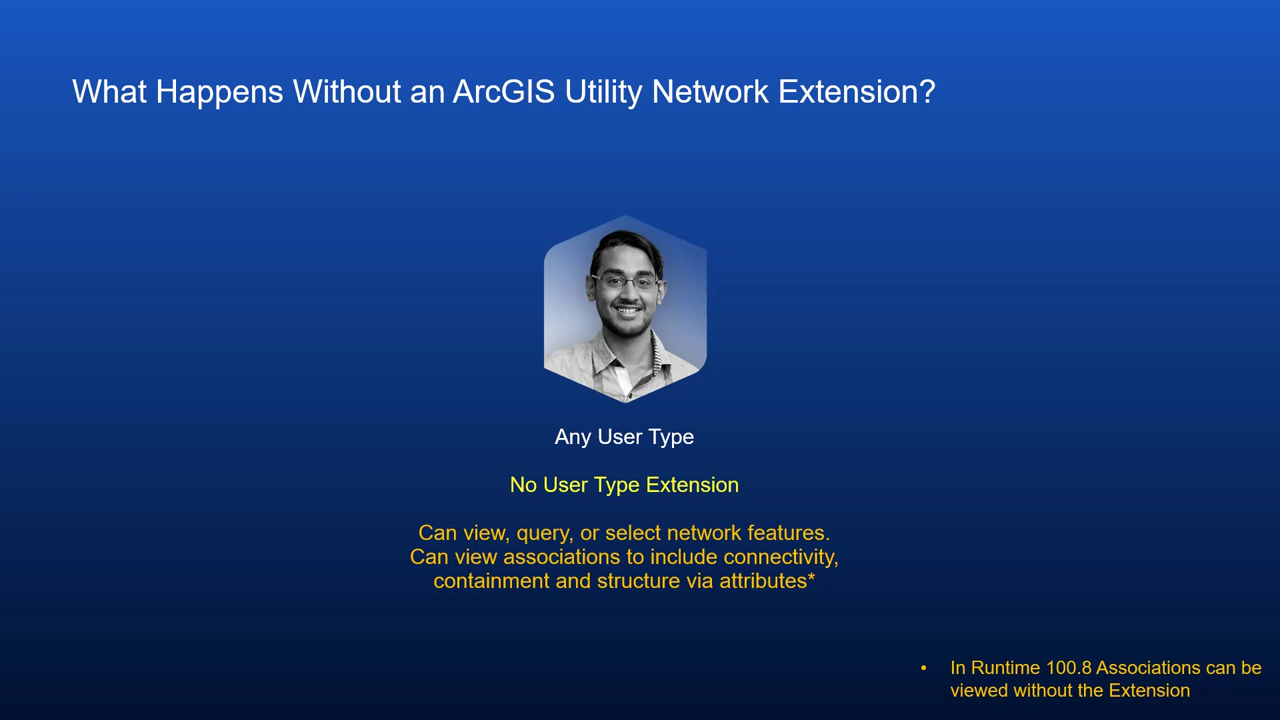 What Happens Without an ArcGIS Utility Network Extension?
Any User Type
No User Type Extension
Can view, query, or select network features.
Can view associations to include connectivity,
containment and structure via attributes*
• In Runtime 100.8 Associations can be
viewed without the Extension